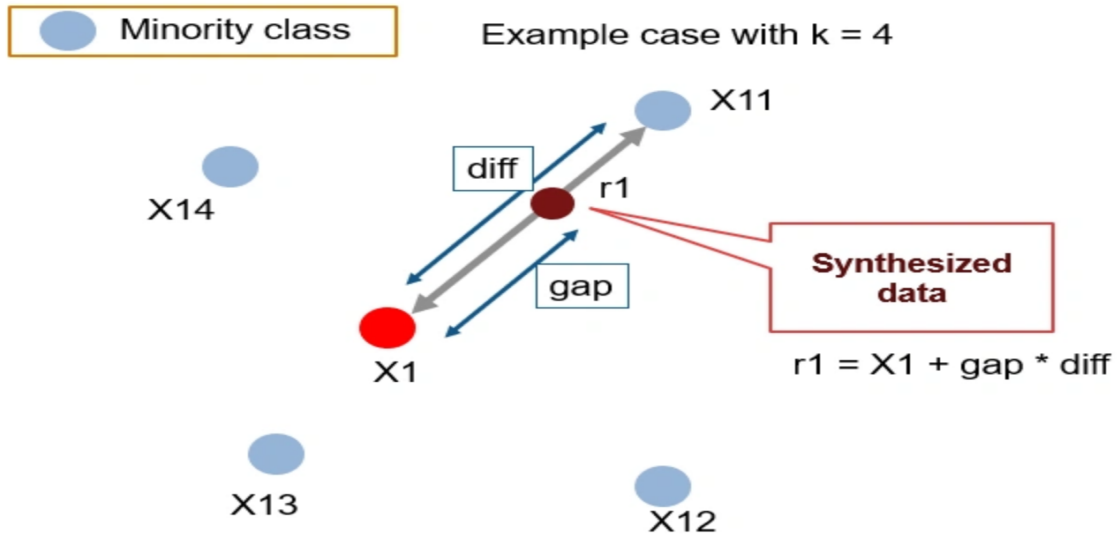 Minority class
Example case with k = 4
X11
diff
r1
X14
Synthesized
data
gap
X1
r1 = X1 + gap * diff
X13
X12